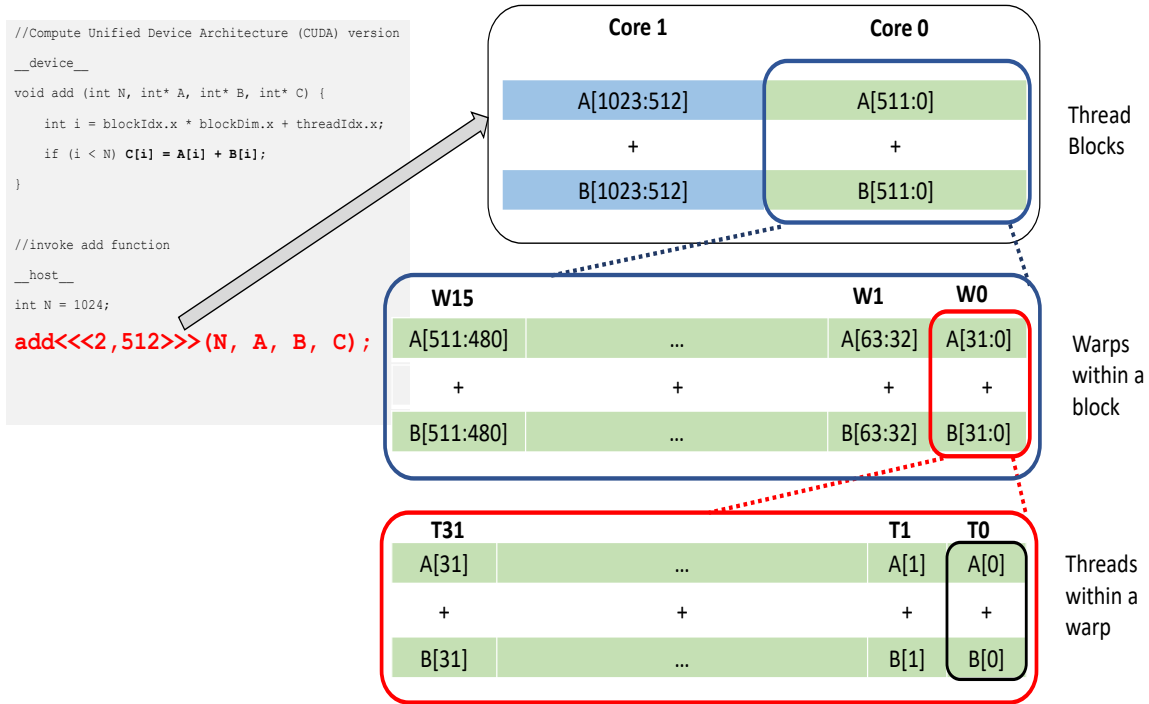 //Compute Unified Device Architecture (CUDA) version
__device__
void add (int N, int* A, int* B, int* C) {
int i = blockIdx.x * blockDim.x + threadIdx.x;
if (i < N) C[i] = A[i] + B[i];
}
//invoke add function
__host__
int N = 1024;
add<<<2,512>>>(N, A, B, C);
Core 1 Core 0
A[1023:512] A[511:0]
+ +
B[1023:512] B[511:0]
Thread
Blocks
W15 W1 W0
A[511:480] ... A[63:32] A[31:0]
+ + + +
B[511:480] ... B[63:32] B[31:0]
Warps
within a
block
T31 T1 T0
A[31] ... A[1] A[0]
+ + + +
B[31] ... B[1] B[0]
Threads
within a
warp